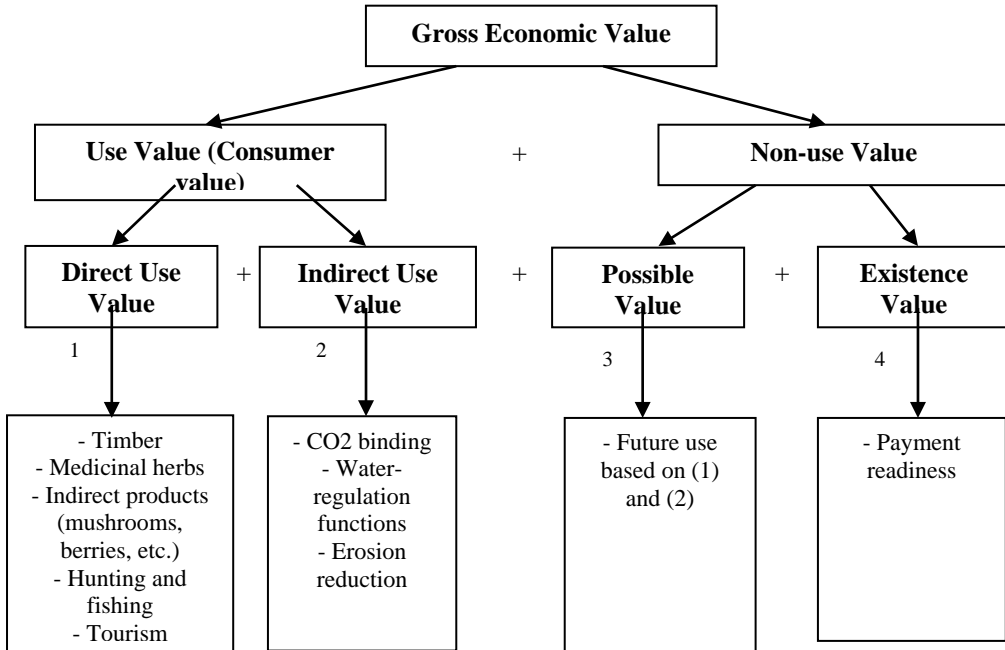 Gross Economic Value
Use Value (Consumer
value)
+
Non-use Value
Direct Use
Value
+
Indirect Use
Value
+
Possible
Value
+
Existence
Value
1
2
3
4
- Timber
- Medicinal herbs
- Indirect products
(mushrooms,
berries, etc.)
- Hunting and
fishing
- Tourism
- CO2 binding
- Water-
regulation
functions
- Erosion
reduction
- Future use
based on (1)
and (2)
- Payment
readiness